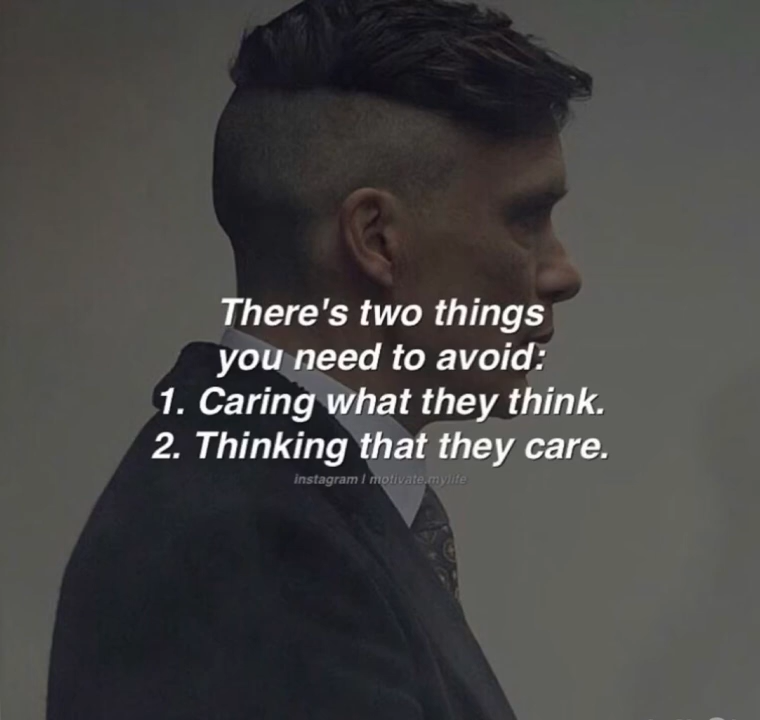 There's two things
you need to avoid:
1. Caring what they think.
2. Thinking that they care.
instagram | motivate.mylife